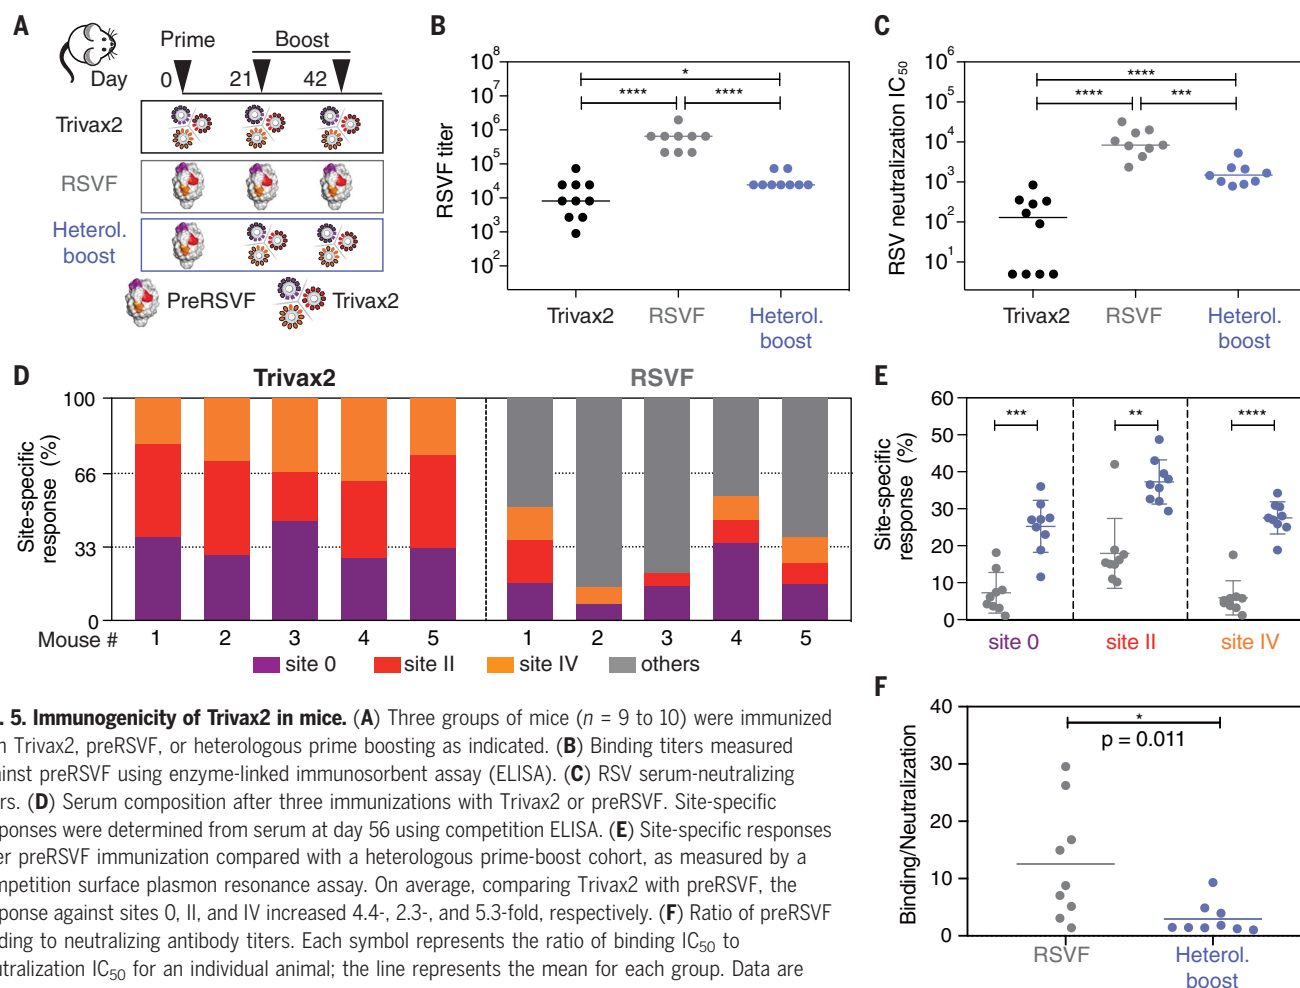 A
Prime
Boost
Day
0
21
42
Trivax2
RSVF
Heterol.
boost
PreRSVF
Trivax2
B
RSVF titer
10^8
10^7
10^6
10^5
10^4
10^3
10^2
*
****
****
Trivax2
RSVF
Heterol.
boost
C
RSV neutralization IC50
10^6
10^5
10^4
10^3
10^2
10^1
****
****
***
Trivax2
RSVF
Heterol.
boost
D
Trivax2
RSVF
Site-specific
response (%)
100
66
33
0
Mouse #
1 2 3 4 5
1 2 3 4 5
site 0
site II
site IV
others
E
Site-specific
response (%)
60
50
40
30
20
10
0
***
**
****
site 0
site II
site IV
F
Binding/Neutralization
40
30
20
10
0
*
p = 0.011
RSVF
Heterol.
boost
. 5. Immunogenicity of Trivax2 in mice. (A) Three groups of mice (n = 9 to 10) were immunized
Trivax2, preRSVF, or heterologous prime boosting as indicated. (B) Binding titers measured
preRSVF using enzyme-linked immunosorbent assay (ELISA). (C) RSV serum-neutralizing
(D) Serum composition after three immunizations with Trivax2 or preRSVF. Site-specific
were determined from serum at day 56 using competition ELISA. (E) Site-specific responses
preRSVF immunization compared with a heterologous prime-boost cohort, as measured by a
surface plasmon resonance assay. On average, comparing Trivax2 with preRSVF, the
against sites 0, II, and IV increased 4.4-, 2.3-, and 5.3-fold, respectively. (F) Ratio of preRSVF
to neutralizing antibody titers. Each symbol represents the ratio of binding IC50 to
IC50 for an individual animal; the line represents the mean for each group. Data are